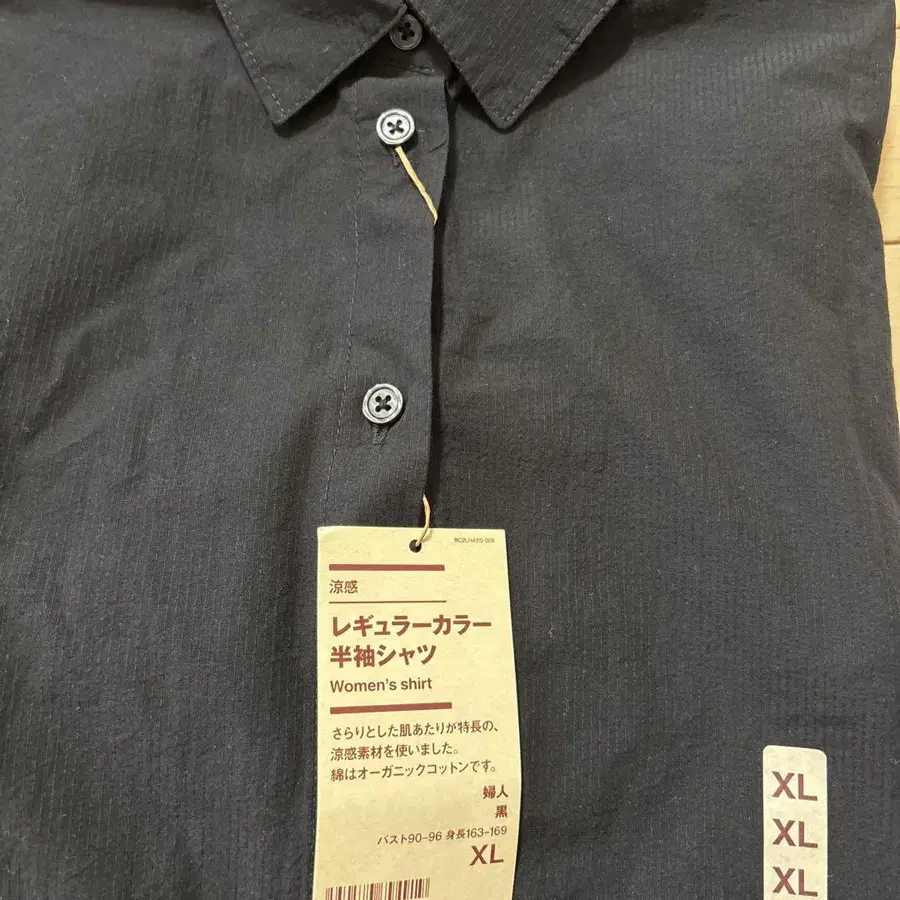 BC2LHA5S 009
涼感
レギュラーカラー
半袖シャツ
Women's shirt
さらりとした肌あたりが特長の、
涼感素材を使いました。
綿はオーガニックコットンです。
婦人
黒
バスト90-96 身長163-169
XL
XL
XL
XL